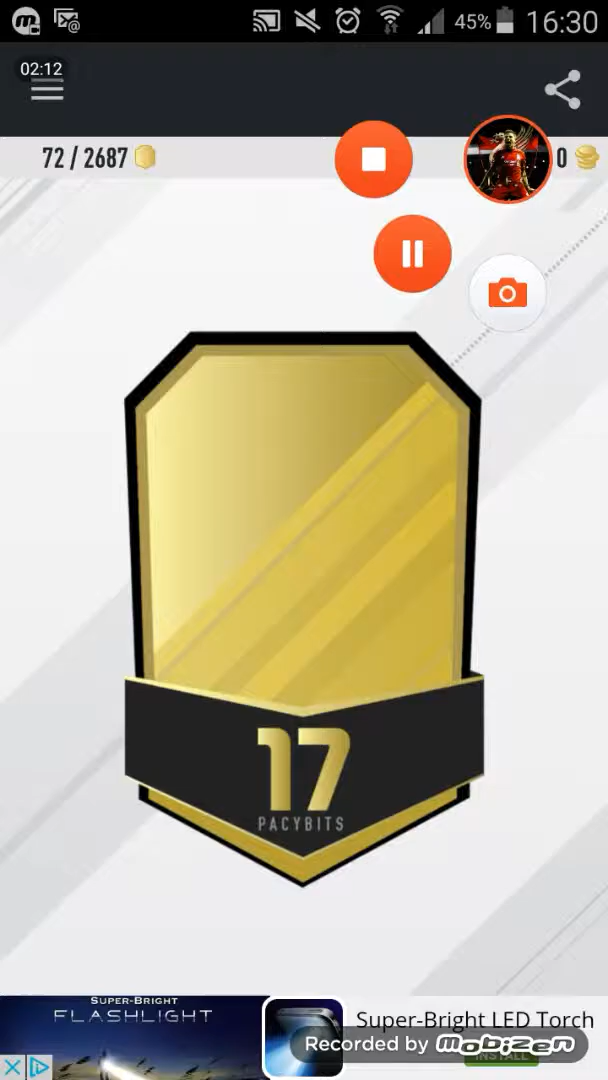 45% 16:30
02:12
72 / 2687
0
17
PACYBITS
SUPER-BRIGHT
FLASHLIGHT
Super-Bright LED Torch
Recorded by mobizen
INSTALL